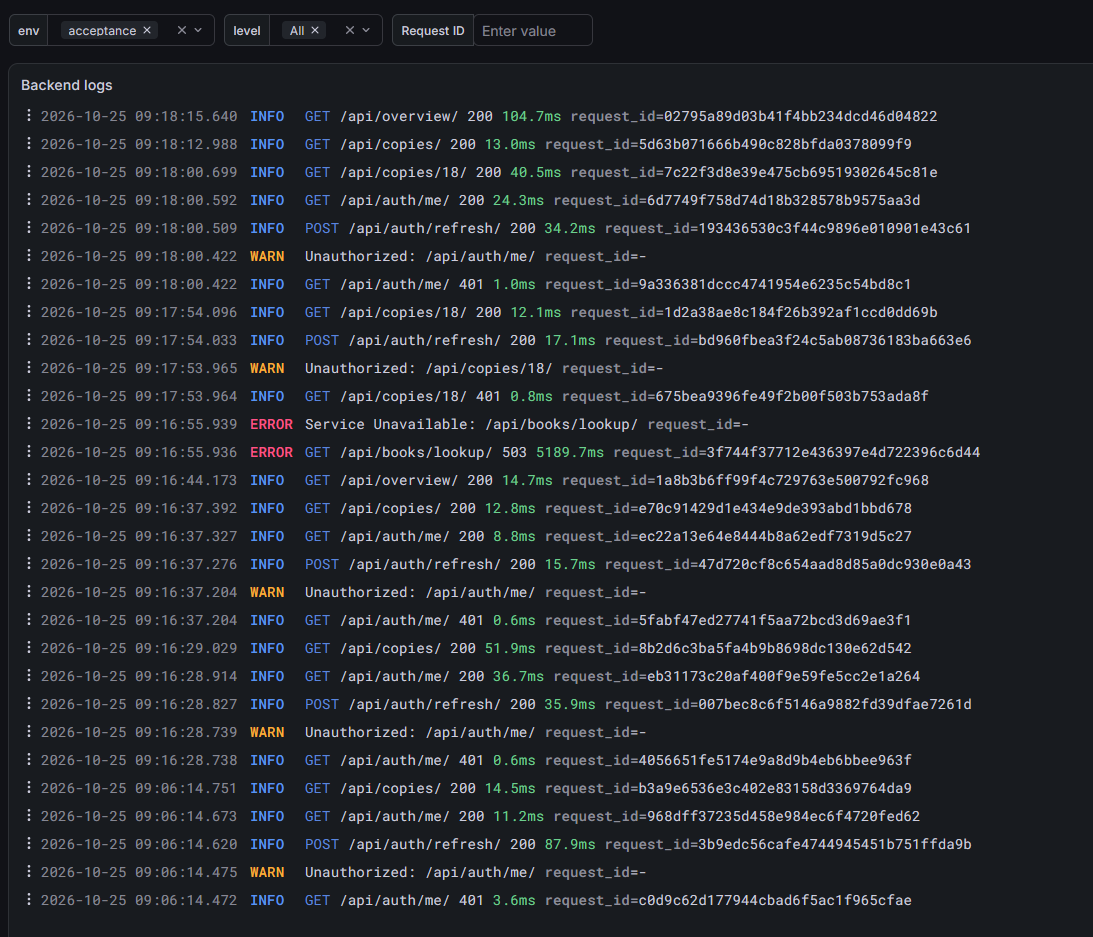 env acceptance × × level All × × Request ID Enter value
Backend logs
2026-10-25 09:18:15.640 INFO GET /api/overview/ 200 104.7ms request_id=02795a89d03b41f4bb234dcd46d04822
2026-10-25 09:18:12.988 INFO GET /api/copies/ 200 13.0ms request_id=5d63b071666b490c828bfda0378099f9
2026-10-25 09:18:00.699 INFO GET /api/copies/18/ 200 40.5ms request_id=7c22f3d8e39e475cb69519302645c81e
2026-10-25 09:18:00.592 INFO GET /api/auth/me/ 200 24.3ms request_id=6d7749f758d74d18b328578b9575aa3d
2026-10-25 09:18:00.509 INFO POST /api/auth/refresh/ 200 34.2ms request_id=193436530c3f44c9896e010901e43c61
2026-10-25 09:18:00.422 WARN Unauthorized: /api/auth/me/ request_id=-
2026-10-25 09:18:00.422 INFO GET /api/auth/me/ 401 1.0ms request_id=9a336381dccc4741954e6235c54bd8c1
2026-10-25 09:17:54.096 INFO GET /api/copies/18/ 200 12.1ms request_id=1d2a38ae8c184f26b392af1ccd0dd69b
2026-10-25 09:17:54.033 INFO POST /api/auth/refresh/ 200 17.1ms request_id=bd960fbea3f24c5ab08736183ba663e6
2026-10-25 09:17:53.965 WARN Unauthorized: /api/copies/18/ request_id=-
2026-10-25 09:17:53.964 INFO GET /api/copies/18/ 401 0.8ms request_id=675bea9396fe49f2b00f503b753ada8f
2026-10-25 09:16:55.939 ERROR Service Unavailable: /api/books/lookup/ request_id=-
2026-10-25 09:16:55.936 ERROR GET /api/books/lookup/ 503 5189.7ms request_id=3f744f37712e436397e4d722396c6d44
2026-10-25 09:16:44.173 INFO GET /api/overview/ 200 14.7ms request_id=1a8b3b6ff99f4c729763e500792fc968
2026-10-25 09:16:37.392 INFO GET /api/copies/ 200 12.8ms request_id=e70c91429d1e434e9de393abd1bbd678
2026-10-25 09:16:37.327 INFO GET /api/auth/me/ 200 8.8ms request_id=ec22a13e64e8444b8a62edf7319d5c27
2026-10-25 09:16:37.276 INFO POST /api/auth/refresh/ 200 15.7ms request_id=47d720cf8c654aad8d85a0dc930e0a43
2026-10-25 09:16:37.204 WARN Unauthorized: /api/auth/me/ request_id=-
2026-10-25 09:16:37.204 INFO GET /api/auth/me/ 401 0.6ms request_id=5fabf47ed27741f5aa72bcd3d69ae3f1
2026-10-25 09:16:29.029 INFO GET /api/copies/ 200 51.9ms request_id=8b2d6c3ba5fa4b9b8698dc130e62d542
2026-10-25 09:16:28.914 INFO GET /api/auth/me/ 200 36.7ms request_id=eb31173c20af400f9e59fe5cc2e1a264
2026-10-25 09:16:28.827 INFO POST /api/auth/refresh/ 200 35.9ms request_id=007bec8c6f5146a9882fd39dfae7261d
2026-10-25 09:16:28.739 WARN Unauthorized: /api/auth/me/ request_id=-
2026-10-25 09:16:28.738 INFO GET /api/auth/me/ 401 0.6ms request_id=4056651fe5174e9a8d9b4eb6bbee963f
2026-10-25 09:06:14.751 INFO GET /api/copies/ 200 14.5ms request_id=b3a9e6536e3c402e83158d3369764da9
2026-10-25 09:06:14.673 INFO GET /api/auth/me/ 200 11.2ms request_id=968dff37235d458e984ec6f4720fed62
2026-10-25 09:06:14.620 INFO POST /api/auth/refresh/ 200 87.9ms request_id=3b9edc56cafe4744945451b751ffda9b
2026-10-25 09:06:14.475 WARN Unauthorized: /api/auth/me/ request_id=-
2026-10-25 09:06:14.472 INFO GET /api/auth/me/ 401 3.6ms request_id=c0d9c62d177944cbad6f5ac1f965cfae